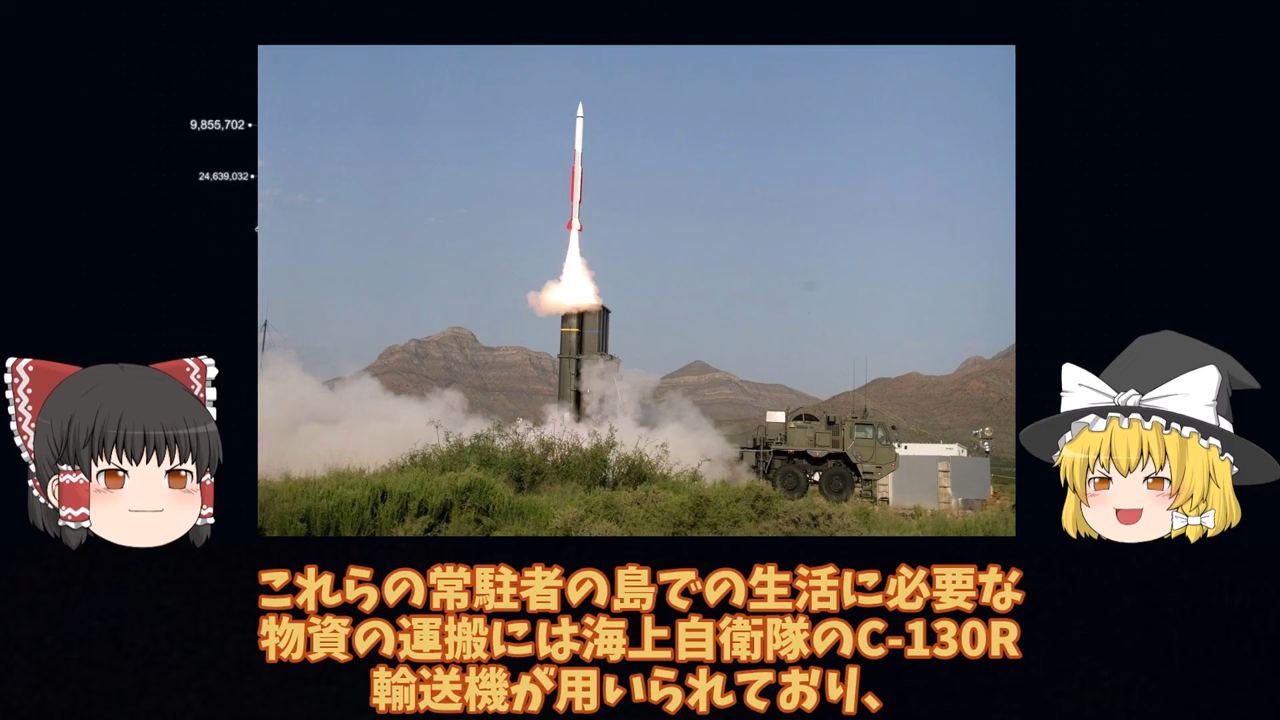 9,855,702
24,639,032
これらの常駐者の島での生活に必要な
物資の運搬には海上自衛隊のC-130R
輸送機が用いられており、